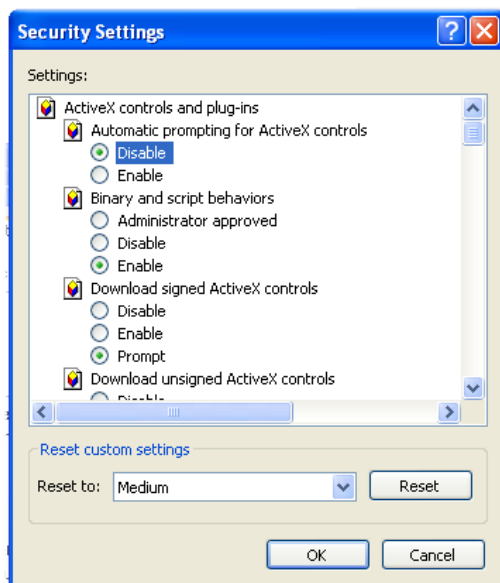 Security Settings
Settings:
ActiveX controls and plug-ins
Automatic prompting for ActiveX controls
Disable
Enable
Binary and script behaviors
Administrator approved
Disable
Enable
Download signed ActiveX controls
Disable
Enable
Prompt
Download unsigned ActiveX controls
Reset custom settings
Reset to: Medium Reset
OK Cancel